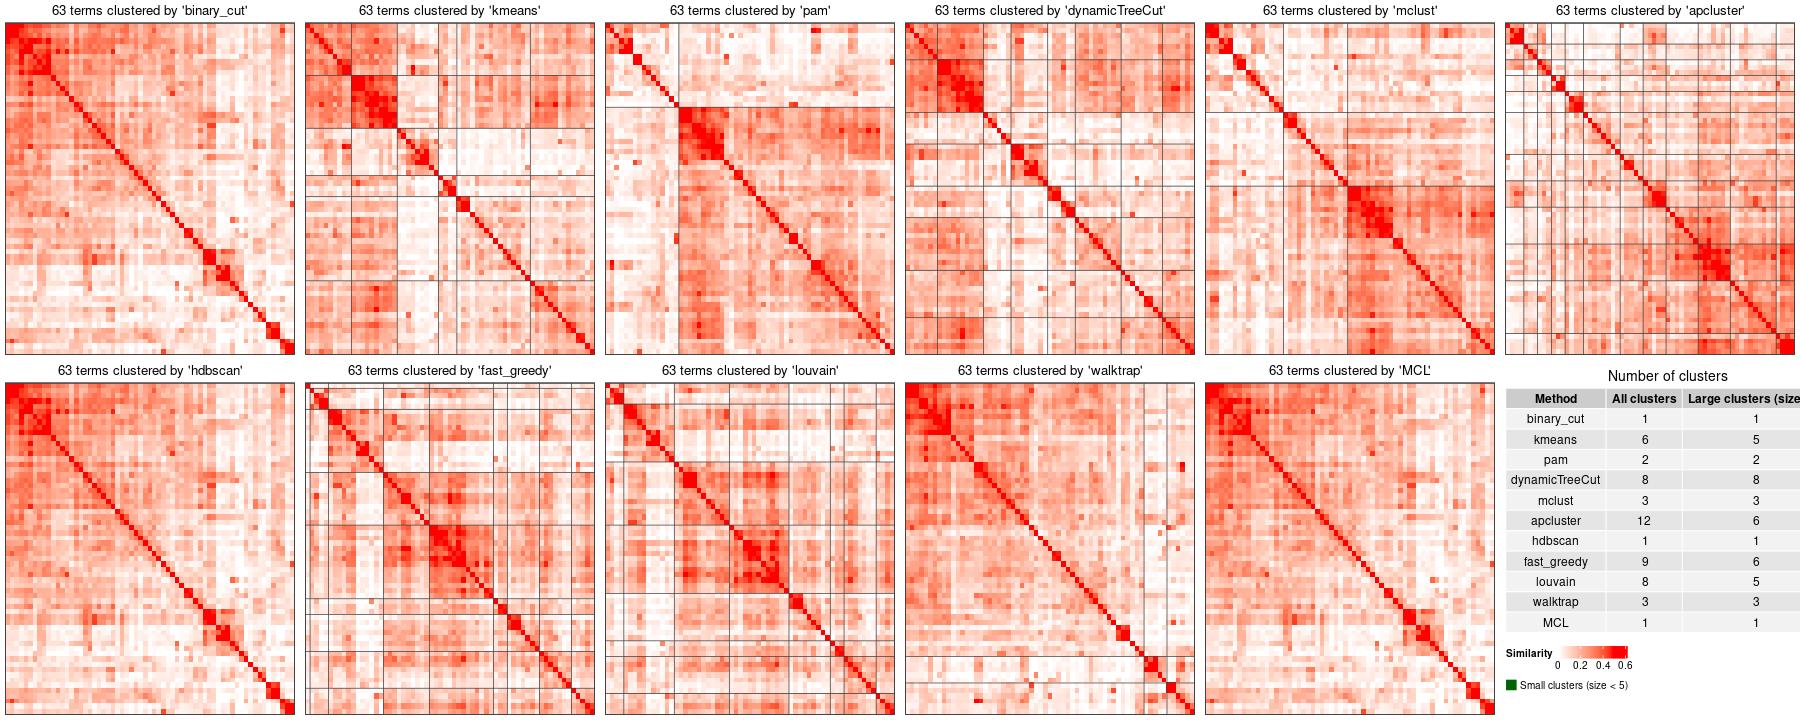 63 terms clustered by 'binary_cut'
63 terms clustered by 'kmeans'
63 terms clustered by 'pam'
63 terms clustered by 'dynamicTreeCut'
63 terms clustered by 'mclust'
63 terms clustered by 'apcluster'
63 terms clustered by 'hdbscan'
63 terms clustered by 'fast_greedy'
63 terms clustered by 'louvain'
63 terms clustered by 'walktrap'
63 terms clustered by 'MCL'
Number of clusters
Method All clusters Large clusters (size
binary_cut 1 1
kmeans 6 5
pam 2 2
dynamicTreeCut 8 8
mclust 3 3
apcluster 12 6
hdbscan 1 1
fast_greedy 9 6
louvain 8 5
walktrap 3 3
MCL 1 1
Similarity
0 0.2 0.4 0.6
Small clusters (size < 5)